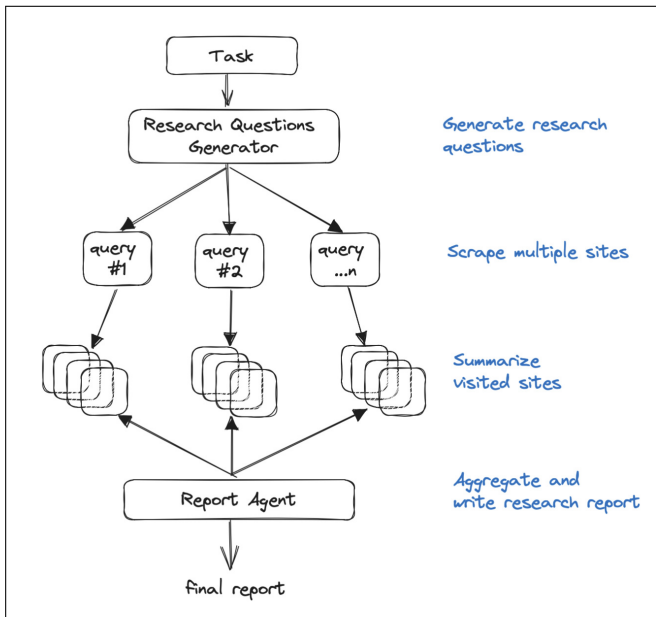 Task
Research Questions
Generator
Generate research
questions
query
#1
query
#2
query
...n
Scrape multiple sites
Summarize
visited sites
Report Agent
Aggregate and
write research report
final report